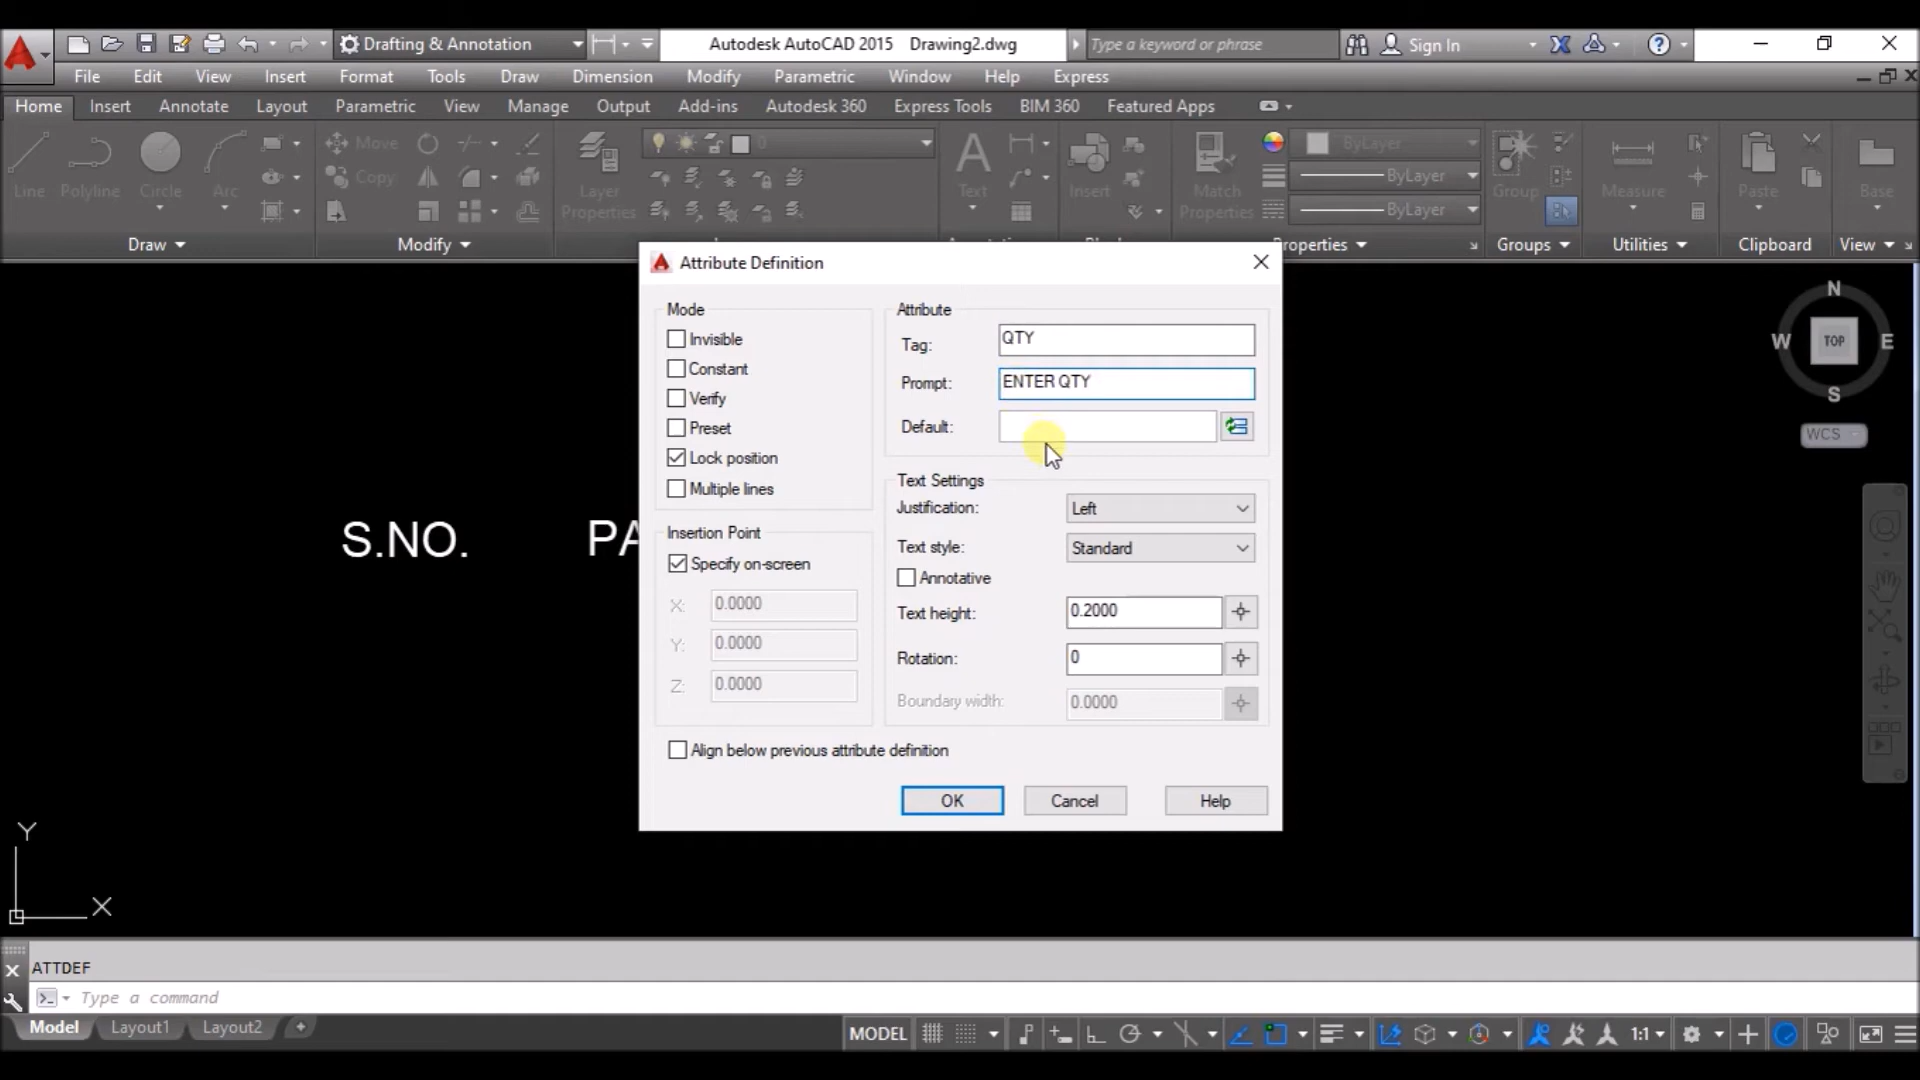 Drafting & Annotation
Autodesk AutoCAD 2015 Drawing2.dwg
Type a keyword or phrase
Sign In
File Edit View Insert Format Tools Draw Dimension Modify Parametric Window Help Express
Home Insert Annotate Layout Parametric View Manage Output Add-ins Autodesk 360 Express Tools BIM 360 Featured Apps
Line Polyline Circle Arc
Move
Copy
Layer Properties
0
Text
Insert
Match Properties
ByLayer
ByLayer
ByLayer
Group
Measure
Paste
Base
Draw Modify Properties Groups Utilities Clipboard View
Attribute Definition
Mode
Invisible
Constant
Verify
Preset
Lock position
Multiple lines
Attribute
Tag: QTY
Prompt: ENTER QTY
Default:
Text Settings
Justification: Left
Text style: Standard
Annotative
Text height: 0.2000
Rotation: 0
Boundary width: 0.0000
Insertion Point
Specify on-screen
X: 0.0000
Y: 0.0000
Z: 0.0000
Align below previous attribute definition
OK Cancel Help
S.NO. PA
N
W TOP E
S
WCS
Y
X
ATTDEF
Type a command
Model Layout1 Layout2
MODEL 1:1